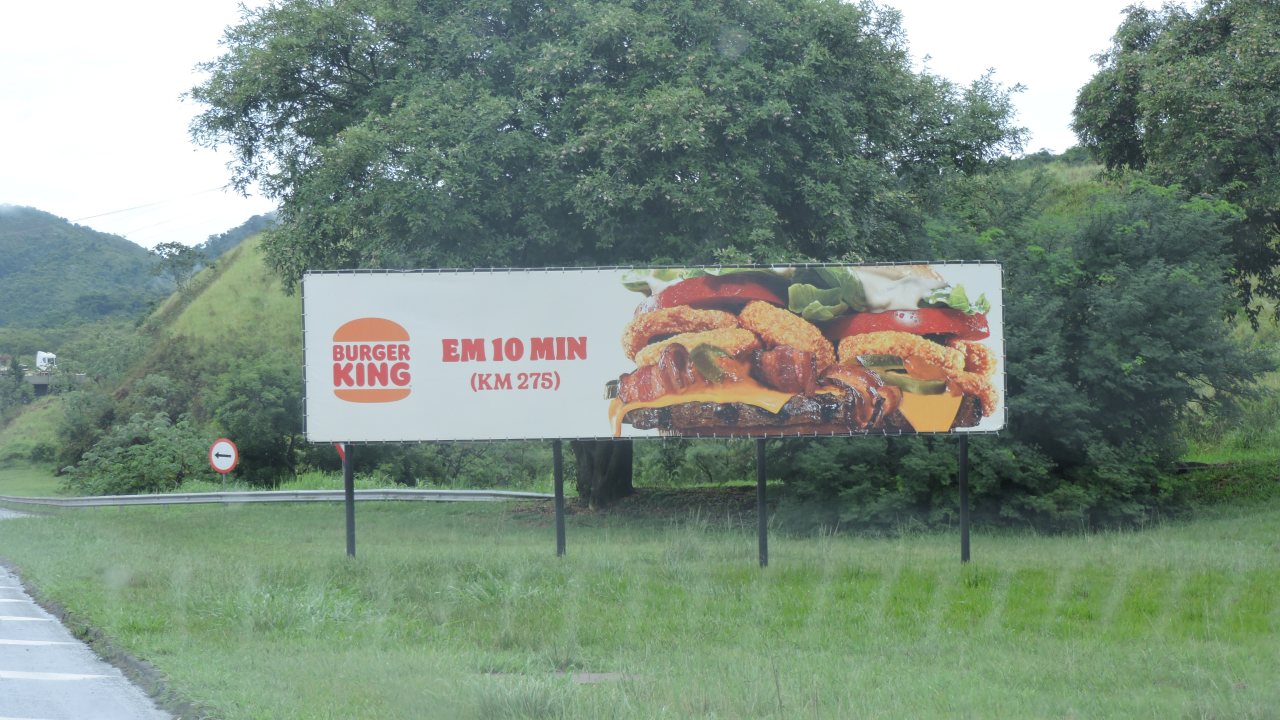 BURGER
KING
EM 10 MIN
(KM 275)